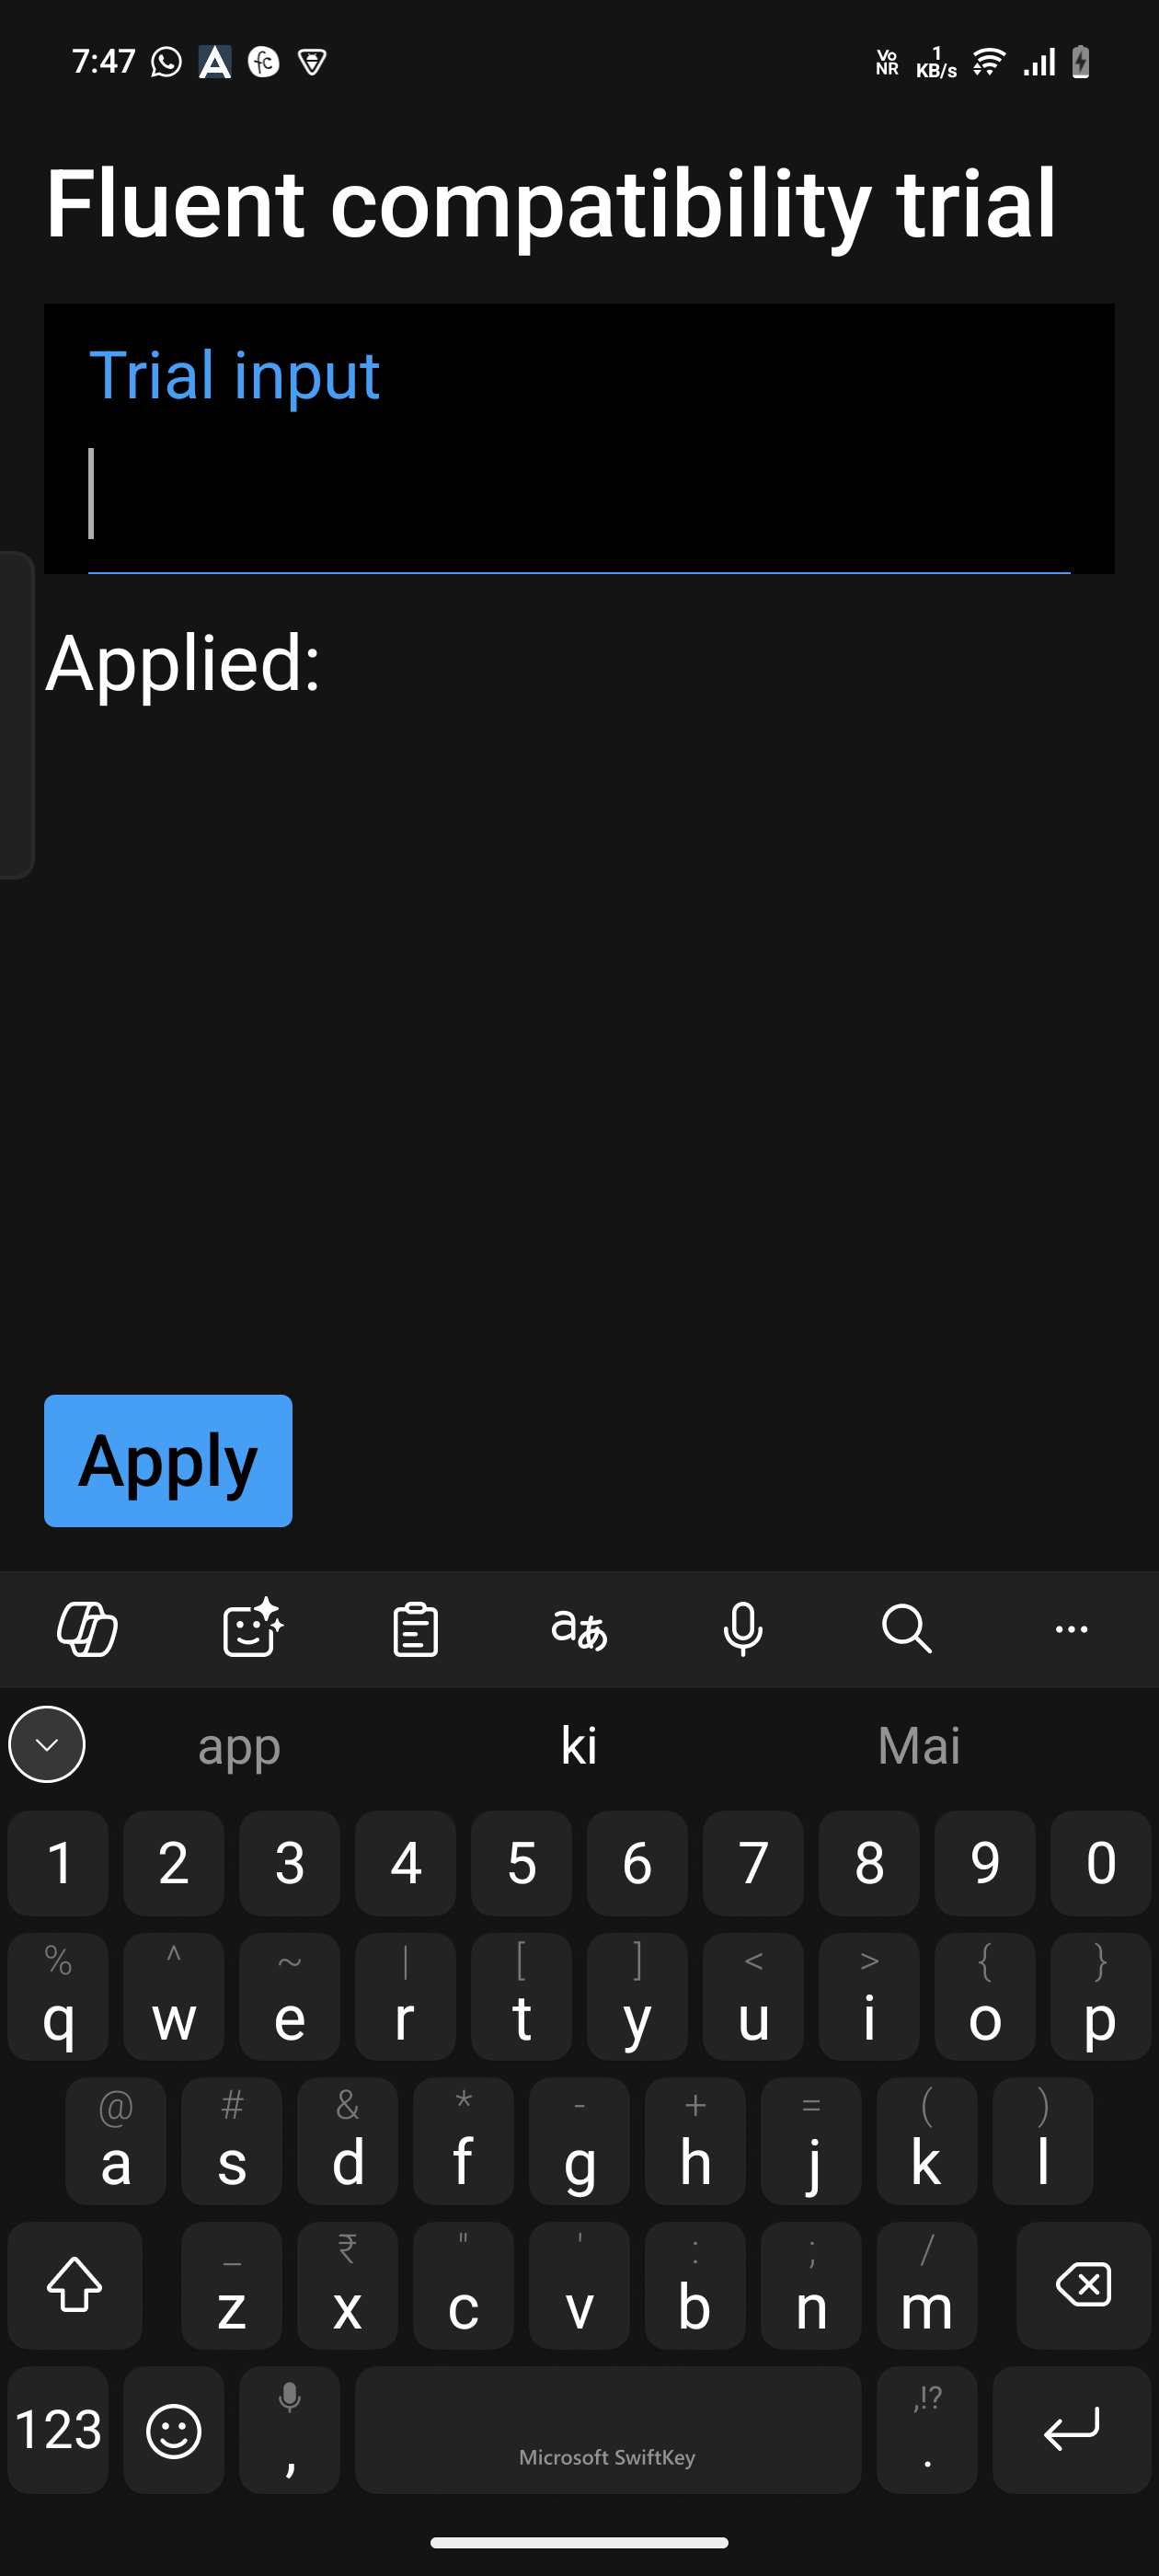 7:47
Vo NR 1 KB/s
Fluent compatibility trial
Trial input
Applied:
Apply
aあ
app ki Mai
1 2 3 4 5 6 7 8 9 0
% ^ ~ | [ ] < > { }
q w e r t y u i o p
@ # & * - + = ( )
a s d f g h j k l
_ ₹ " ' : ; /
z x c v b n m
,!?
123 , Microsoft SwiftKey .